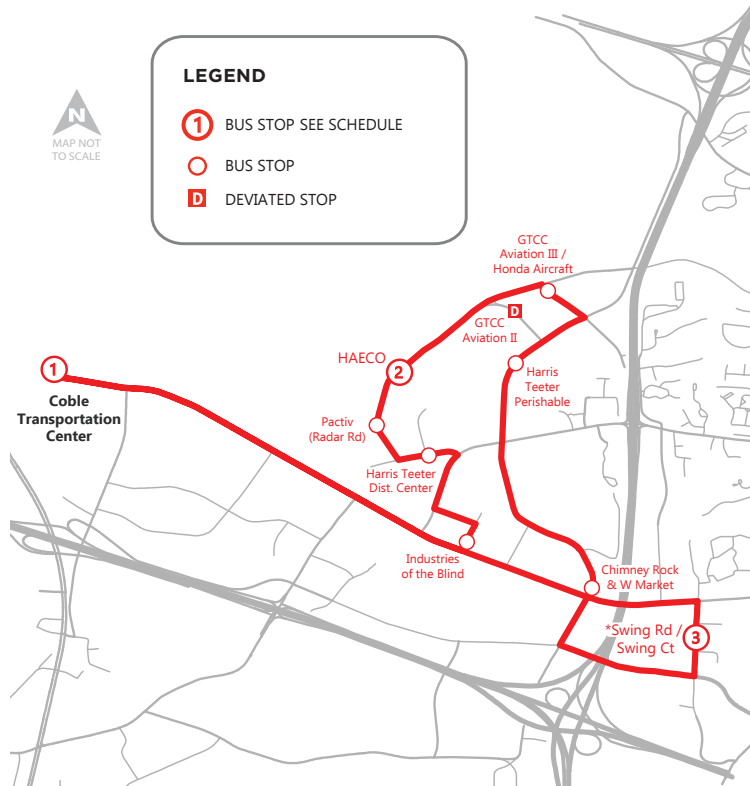 LEGEND
1 BUS STOP SEE SCHEDULE
BUS STOP
D DEVIATED STOP
N
MAP NOT
TO SCALE
GTCC
Aviation III /
Honda Aircraft
D
GTCC
Aviation II
HAECO
2
1
Coble
Transportation
Center
Harris
Teeter
Perishable
Pactiv
(Radar Rd)
Harris Teeter
Dist. Center
Industries
of the Blind
Chimney Rock
& W Market
*Swing Rd /
Swing Ct
3